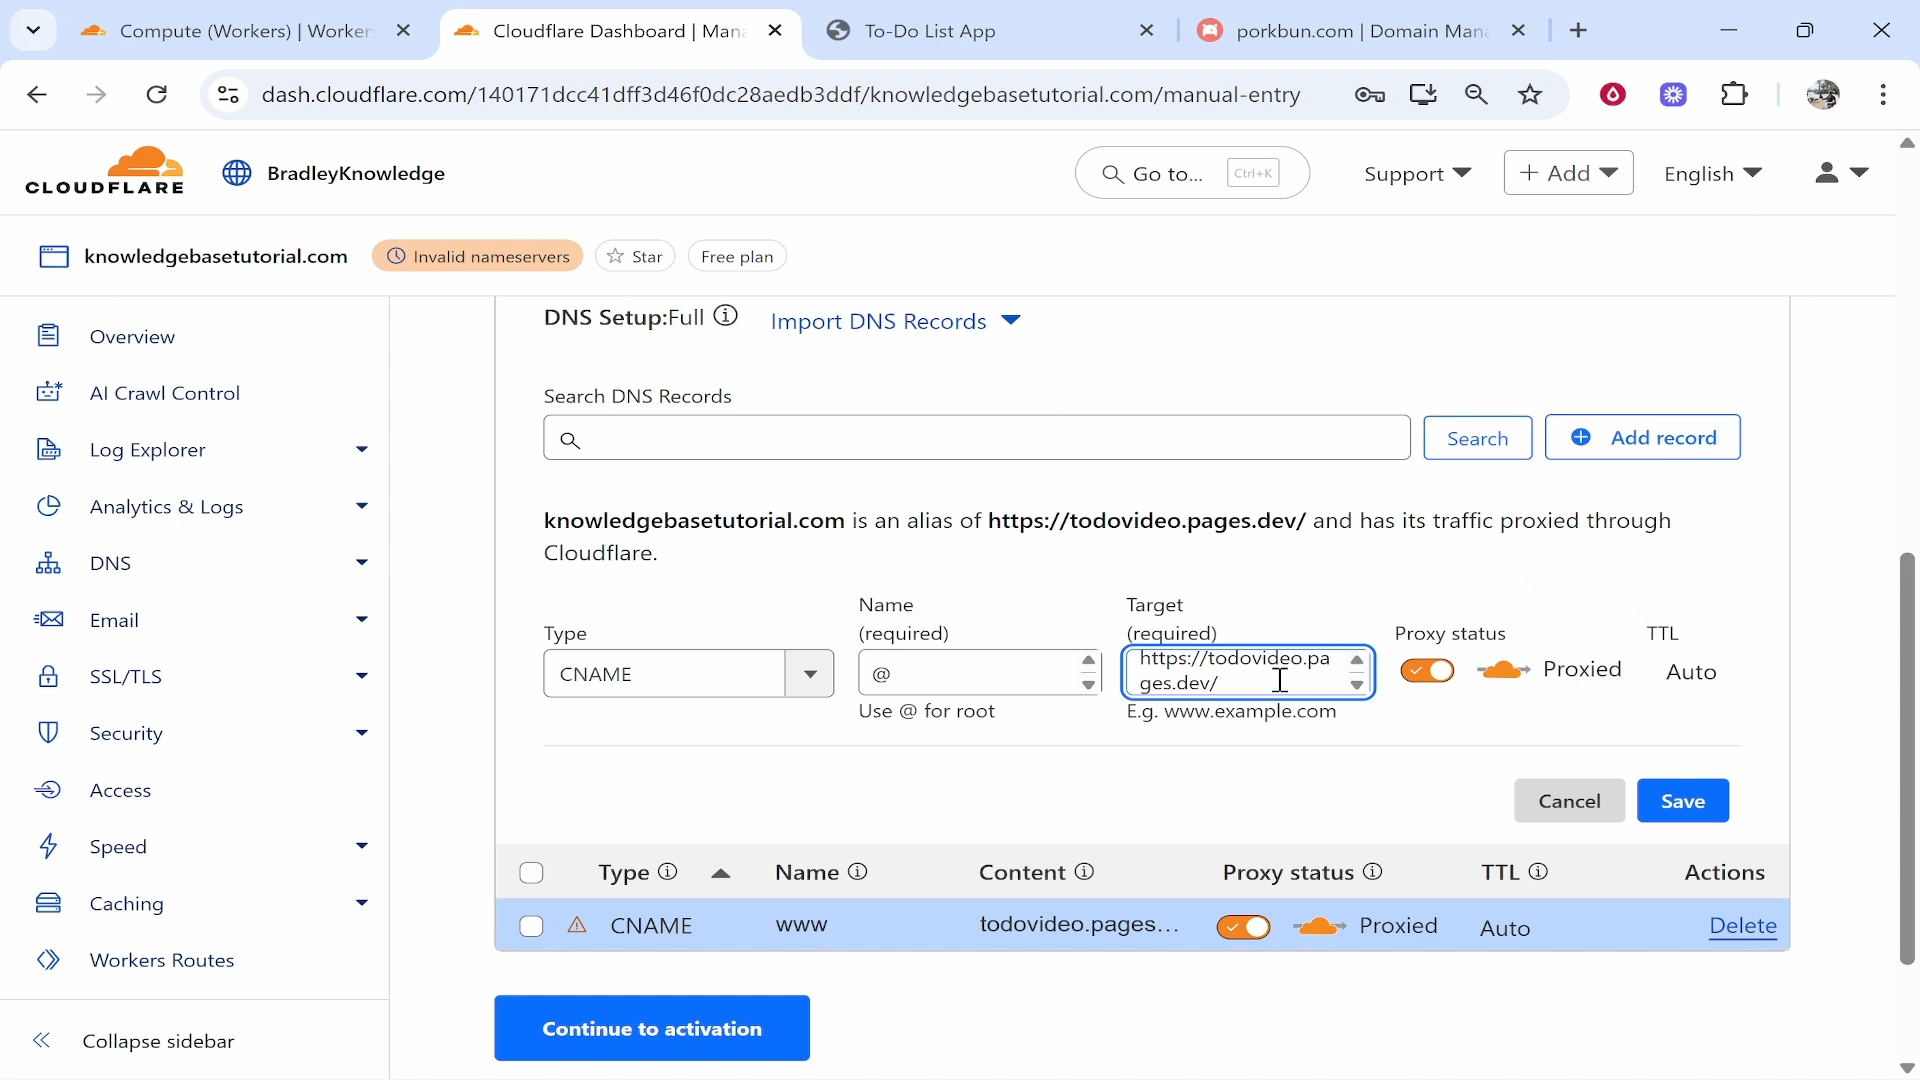 Compute (Workers) | Worker
Cloudflare Dashboard | Mana
To-Do List App
porkbun.com | Domain Mana
dash.cloudflare.com/140171dcc41dff3d46f0dc28aedb3ddf/knowledgebasetutorial.com/manual-entry
CLOUDFLARE
BradleyKnowledge
Go to...
Ctrl+K
Support
+ Add
English
knowledgebasetutorial.com
Invalid nameservers
Star
Free plan
Overview
AI Crawl Control
Log Explorer
Analytics & Logs
DNS
Email
SSL/TLS
Security
Access
Speed
Caching
Workers Routes
Collapse sidebar
DNS Setup:Full
Import DNS Records
Search DNS Records
Search
Add record
knowledgebasetutorial.com is an alias of https://todovideo.pages.dev/ and has its traffic proxied through
Cloudflare.
Type
CNAME
Name
(required)
@
Use @ for root
Target
(required)
https://todovideo.pa
ges.dev/
E.g. www.example.com
Proxy status
Proxied
TTL
Auto
Cancel
Save
Type Name Content Proxy status TTL Actions
CNAME www todovideo.pages... Proxied Auto Delete
Continue to activation